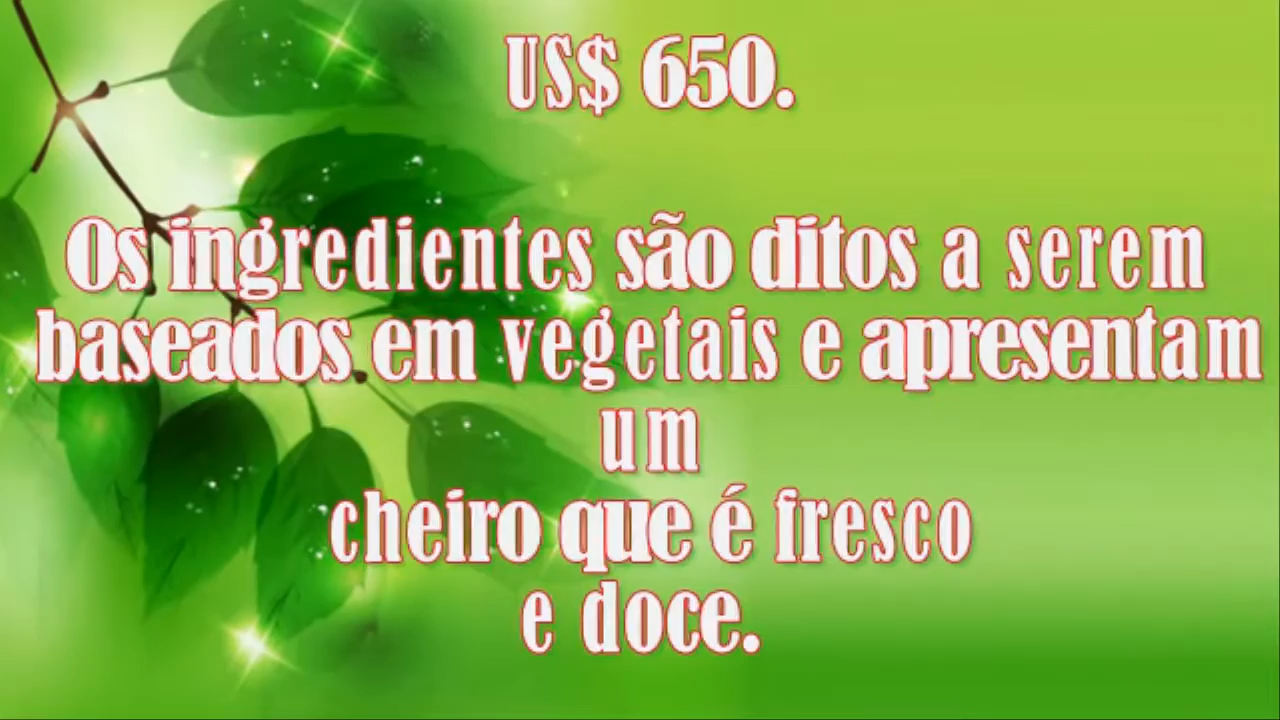 US$ 650.
Os ingredientes são ditos a serem
baseados em vegetais e apresentam
um
cheiro que é fresco
e doce.